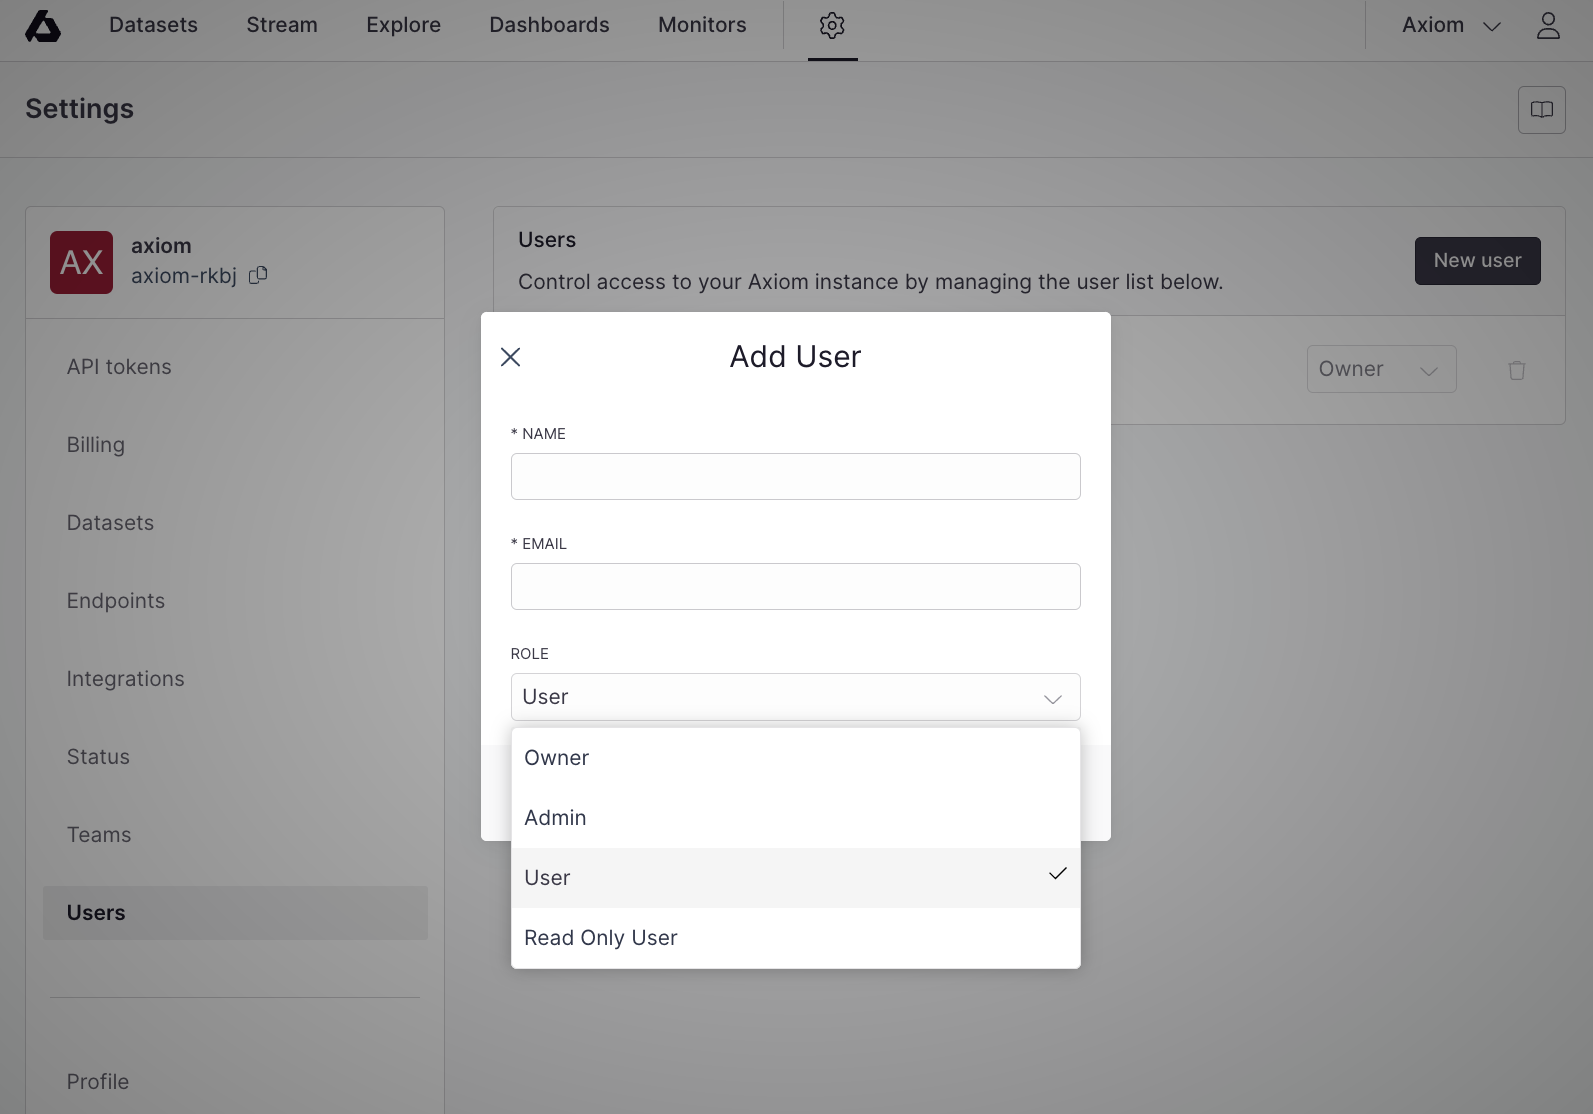 Datasets Stream Explore Dashboards Monitors Axiom
Settings
AX
axiom
axiom-rkbj
API tokens
Billing
Datasets
Endpoints
Integrations
Status
Teams
Users
Profile
Users
Control access to your Axiom instance by managing the user list below.
New user
Owner
Add User
* NAME
* EMAIL
ROLE
User
Owner
Admin
User
Read Only User